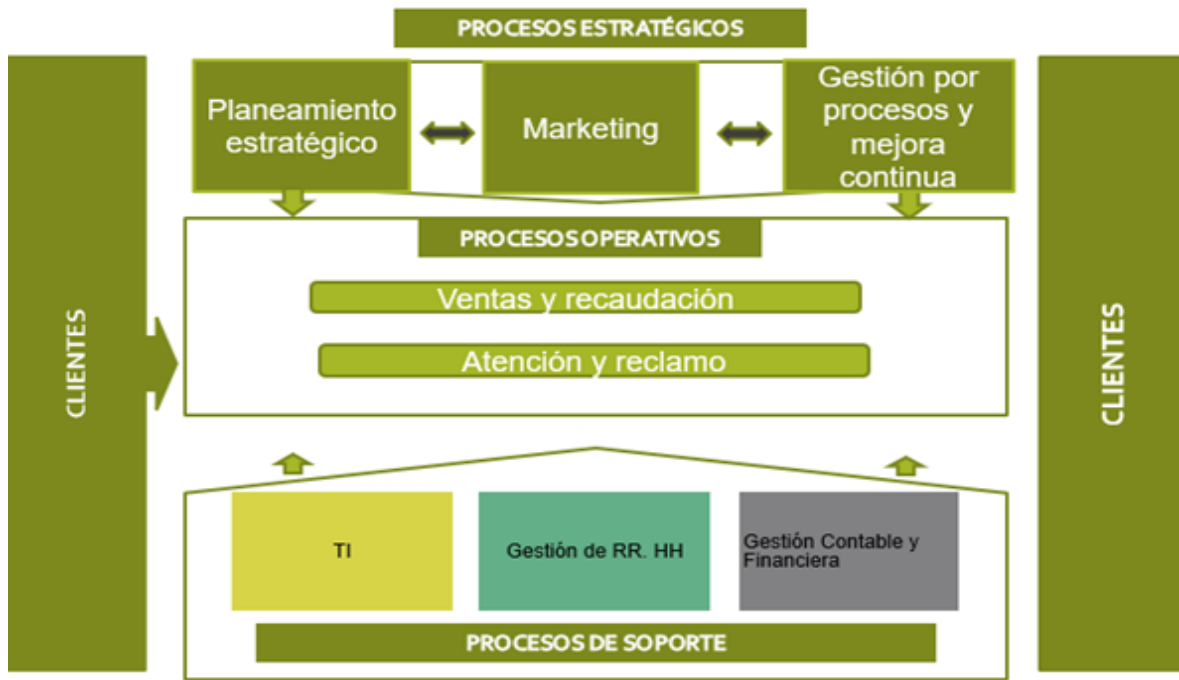 PROCESOS ESTRATÉGICOS
Planeamiento
estratégico
Marketing
Gestión por
procesos y
mejora
continua
CLIENTES
PROCESOS OPERATIVOS
Ventas y recaudación
Atención y reclamo
CLIENTES
TI
Gestión de RR. HH
Gestión Contable y
Financiera
PROCESOS DE SOPORTE